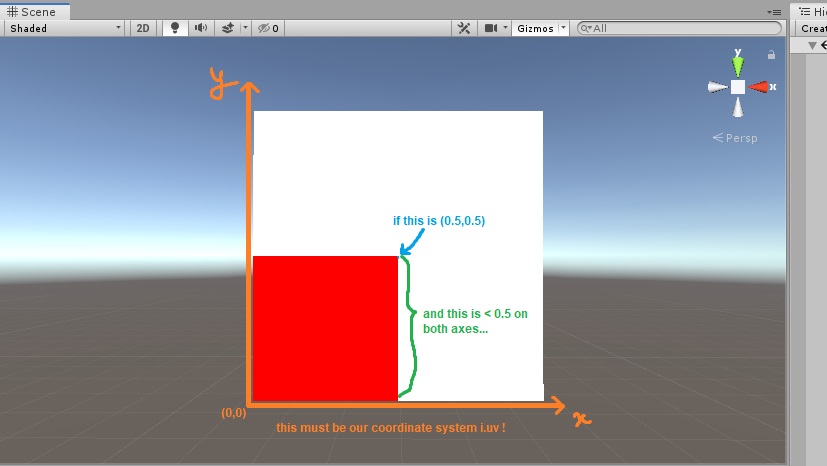 Scene
Hie
Shaded
2D
0
Gizmos
All
Creat
y
y
x
Persp
if this is (0.5,0.5)
and this is < 0.5 on
both axes...
(0,0)
x
this must be our coordinate system i.uv !